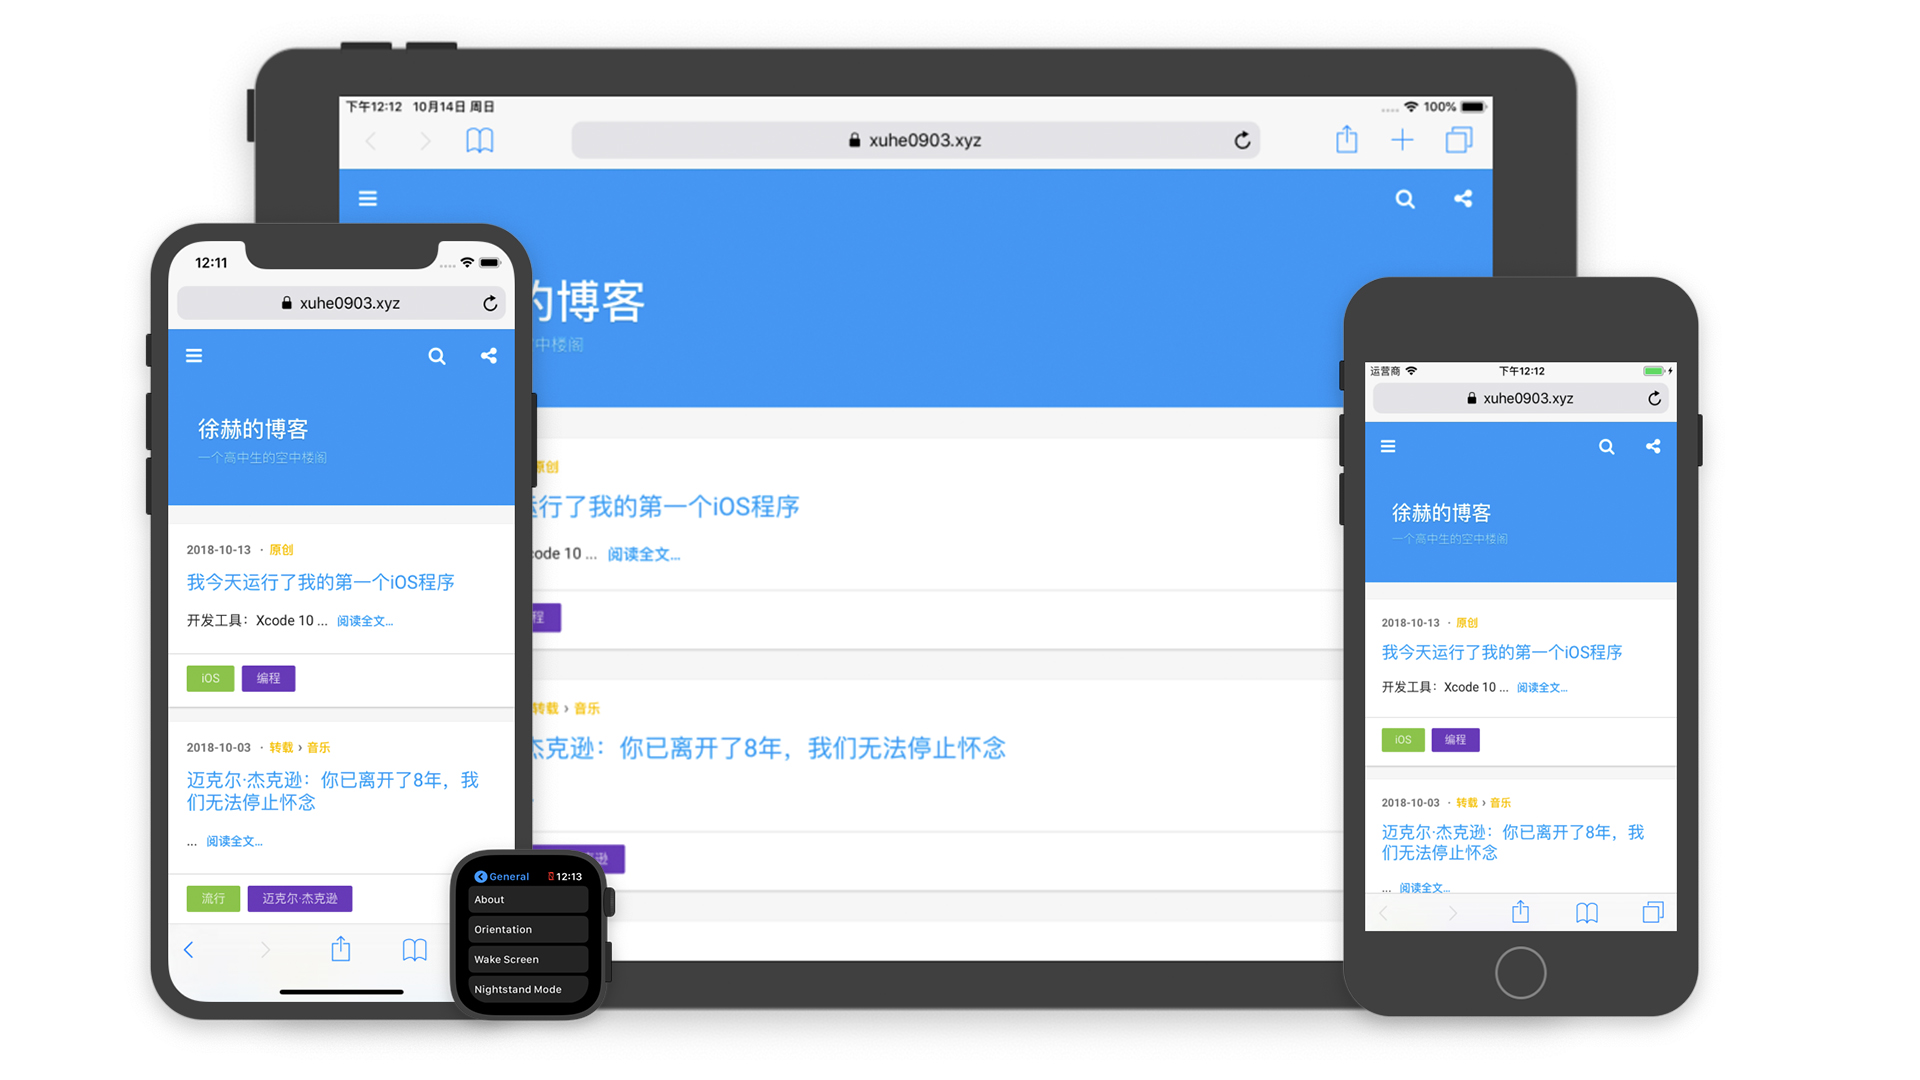 下午12:12 10月14日 周日
100%
xuhe0903.xyz
的博客
中楼阁
原创
运行了我的第一个iOS程序
ode 10 ... 阅读全文...
程
转载 › 音乐
杰克逊：你已离开了8年，我们无法停止怀念
逊
12:11
xuhe0903.xyz
徐赫的博客
一个高中生的空中楼阁
2018-10-13 · 原创
我今天运行了我的第一个iOS程序
开发工具：Xcode 10 ... 阅读全文...
iOS 编程
2018-10-03 · 转载 › 音乐
迈克尔·杰克逊：你已离开了8年，我
们无法停止怀念
... 阅读全文...
流行 迈克尔·杰克逊
General 12:13
About
Orientation
Wake Screen
Nightstand Mode
运营商 下午12:12
xuhe0903.xyz
徐赫的博客
一个高中生的空中楼阁
2018-10-13 · 原创
我今天运行了我的第一个iOS程序
开发工具：Xcode 10 ... 阅读全文...
iOS 编程
2018-10-03 · 转载 › 音乐
迈克尔·杰克逊：你已离开了8年，我
们无法停止怀念
... 阅读全文...